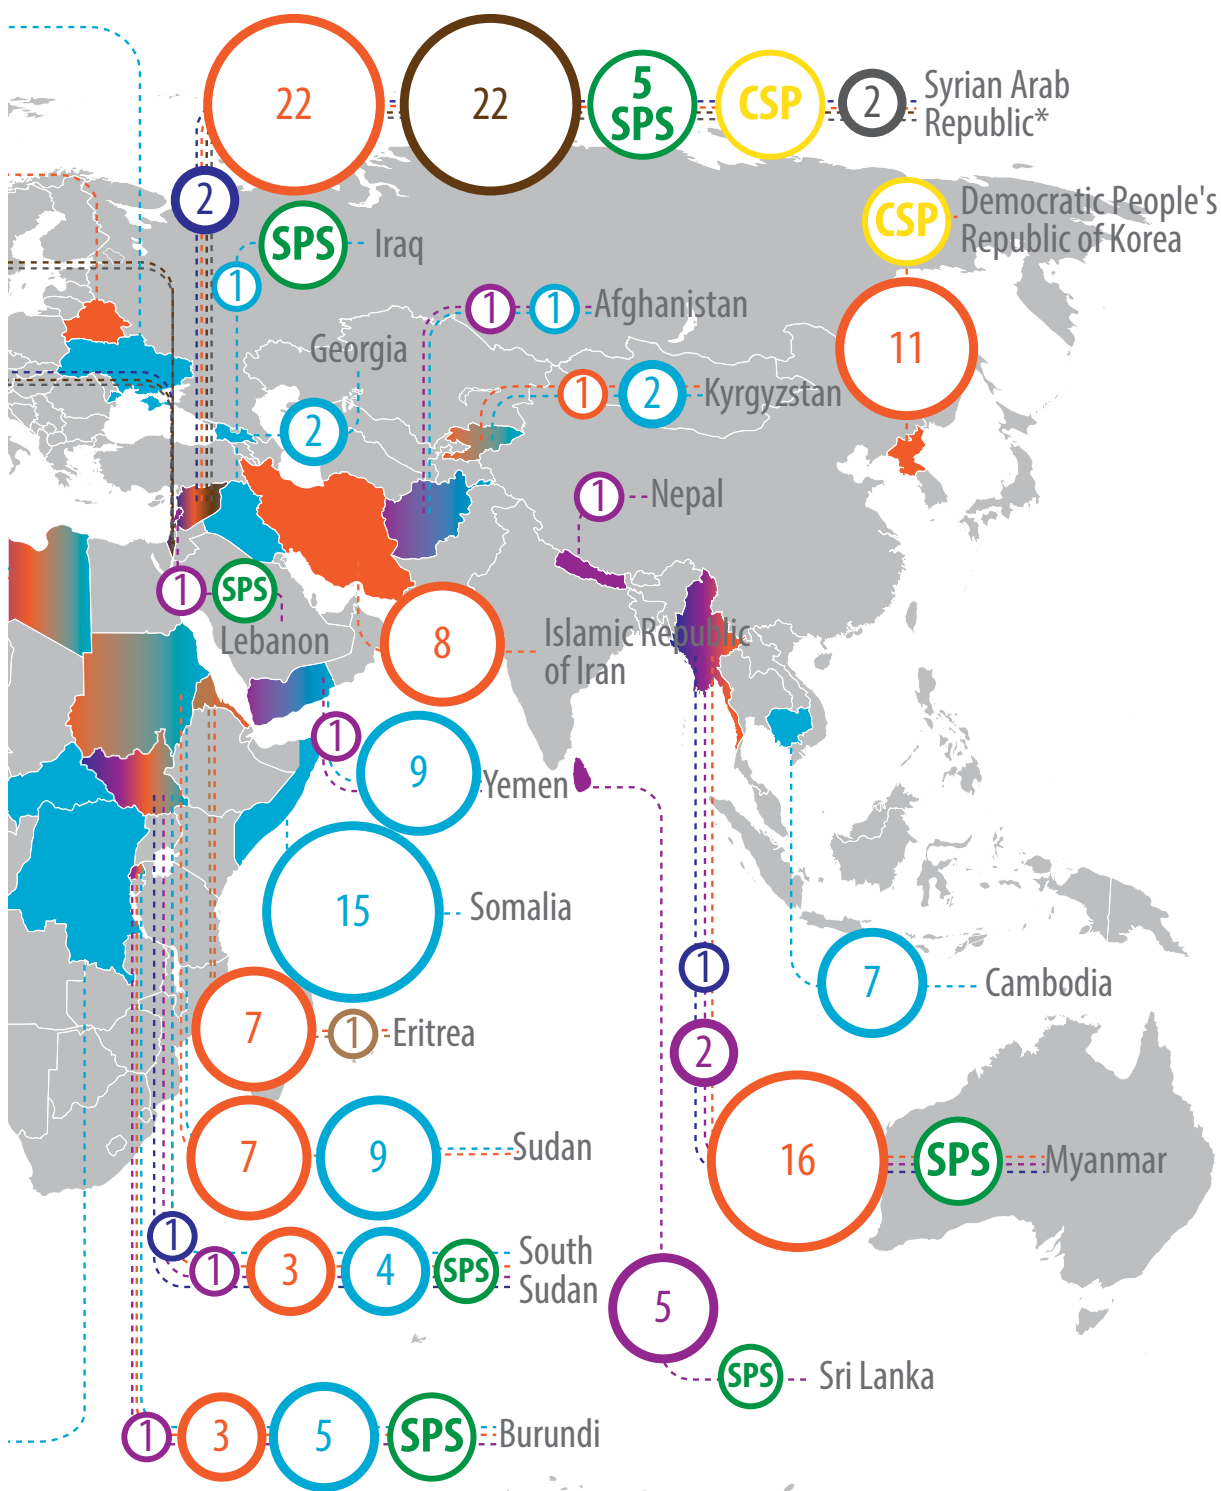 22
22
5
SPS
CSP
2
Syrian Arab
Republic*
2
CSP
Democratic People's
Republic of Korea
SPS
Iraq
1
1
1
Afghanistan
11
Georgia
2
1
2
Kyrgyzstan
1
Nepal
1
SPS
Lebanon
8
Islamic Republic
of Iran
1
9
Yemen
15
Somalia
1
7
Cambodia
7
1
Eritrea
2
7
9
Sudan
16
SPS
Myanmar
1
1
3
4
SPS
South
Sudan
5
SPS
Sri Lanka
1
3
5
SPS
Burundi